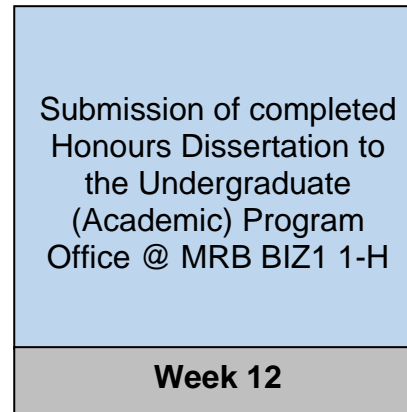 Submission of completed
Honours Dissertation to
the Undergraduate
(Academic) Program
Office @ MRB BIZ1 1-H
Week 12